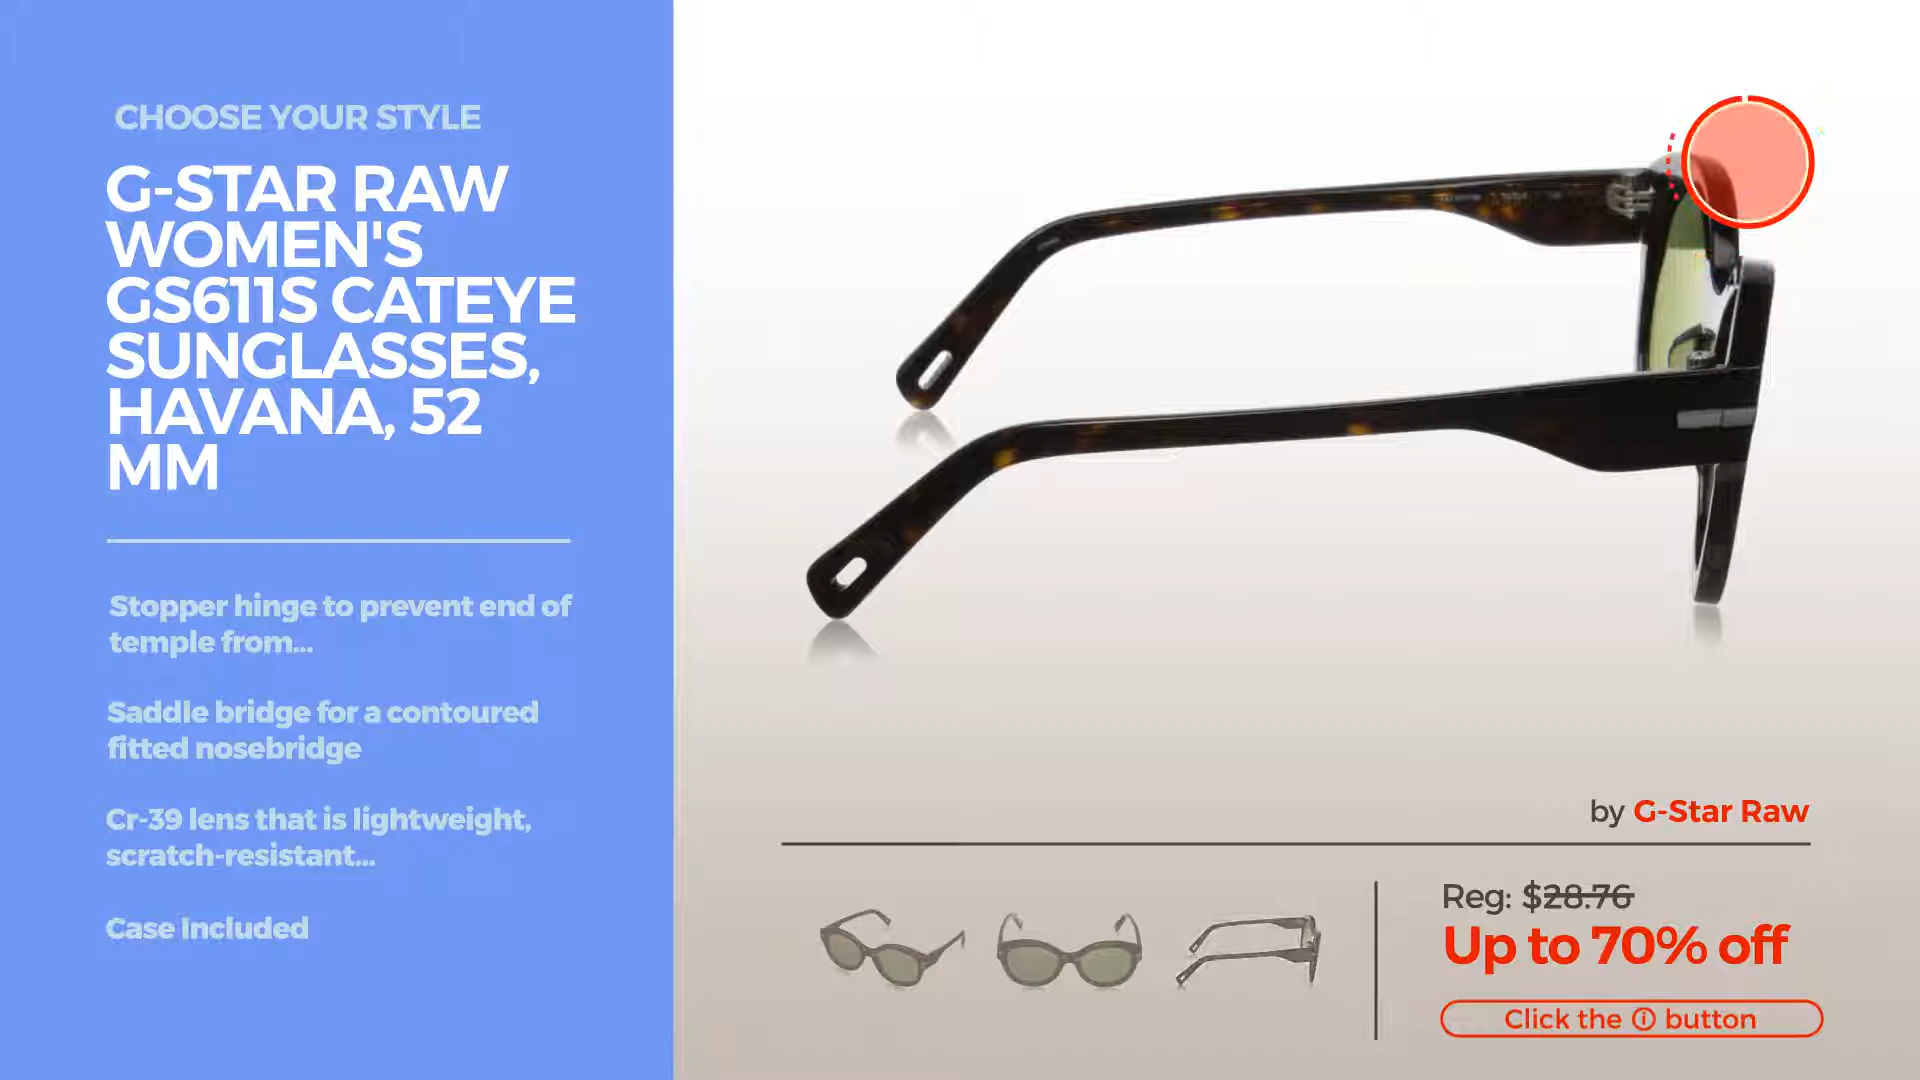 CHOOSE YOUR STYLE
G-STAR RAW
WOMEN'S
GS611S CATEYE
SUNGLASSES,
HAVANA, 52
MM
Stopper hinge to prevent end of
temple from...
Saddle bridge for a contoured
fitted nosebridge
Cr-39 lens that is lightweight,
scratch-resistant...
Case Included
by G-Star Raw
Reg: $28.76
Up to 70% off
Click the ⓘ button